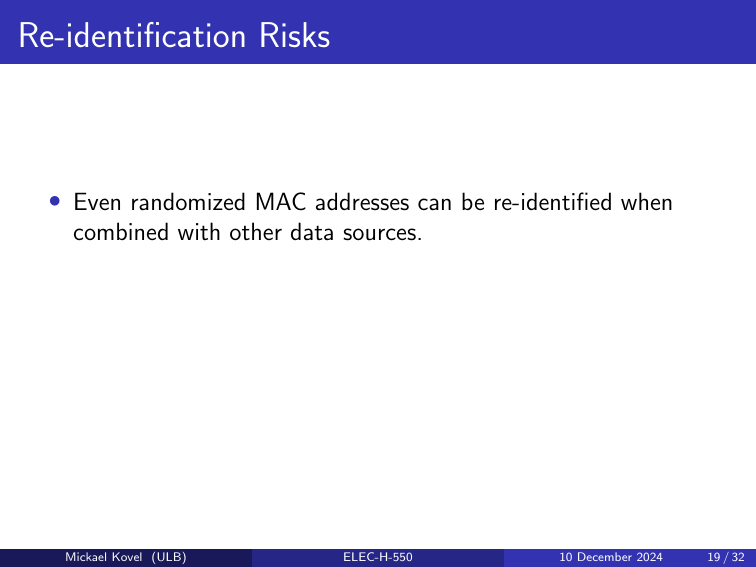 Re-identification Risks
• Even randomized MAC addresses can be re-identified when
combined with other data sources.
Mickael Kovel (ULB) ELEC-H-550 10 December 2024 19 / 32